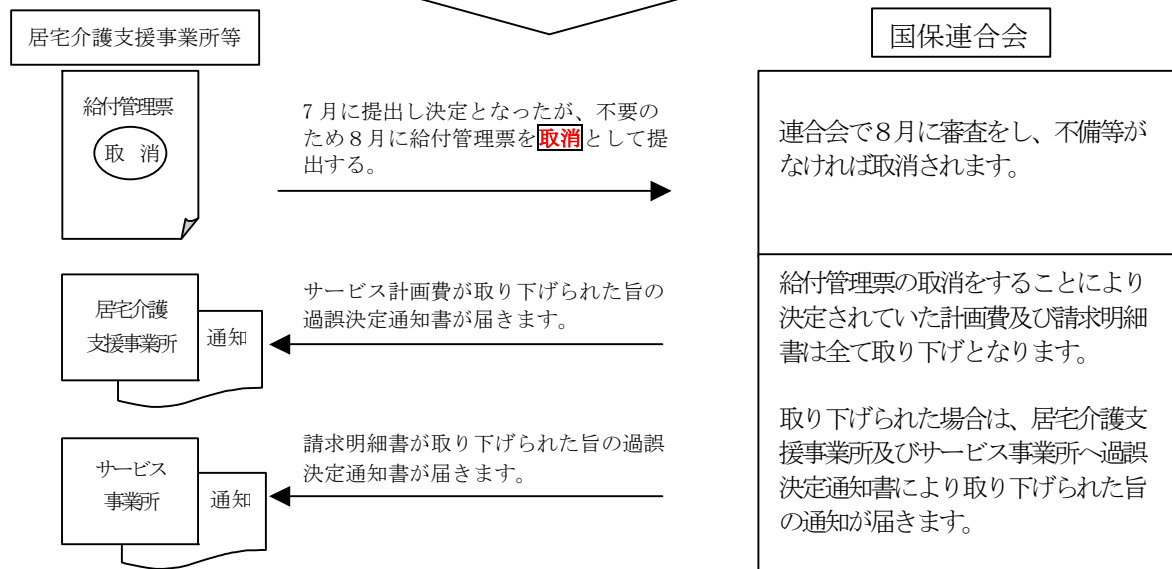 居宅介護支援事業所等
国保連合会
給付管理票
取 消
7月に提出し決定となったが、不要の
ため8月に給付管理票を取消として提
出する。
連合会で8月に審査をし、不備等が
なければ取消されます。
居宅介護
支援事業所
通知
サービス計画費が取り下げられた旨の
過誤決定通知書が届きます。
給付管理票の取消をすることにより
決定されていた計画費及び請求明細
書は全て取り下げとなります。
サービス
事業所
通知
請求明細書が取り下げられた旨の過誤
決定通知書が届きます。
取り下げられた場合は、居宅介護支
援事業所及びサービス事業所へ過誤
決定通知書により取り下げられた旨
の通知が届きます。